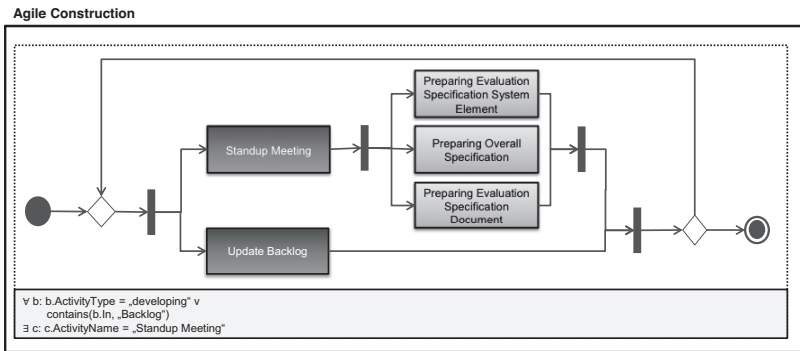 Agile Construction
Preparing Evaluation
Specification System
Element
Standup Meeting
Preparing Overall
Specification
Preparing Evaluation
Specification
Document
Update Backlog
∀ b: b.ActivityType = „developing“ v
contains(b.In, „Backlog“)
∃ c: c.ActivityName = „Standup Meeting“